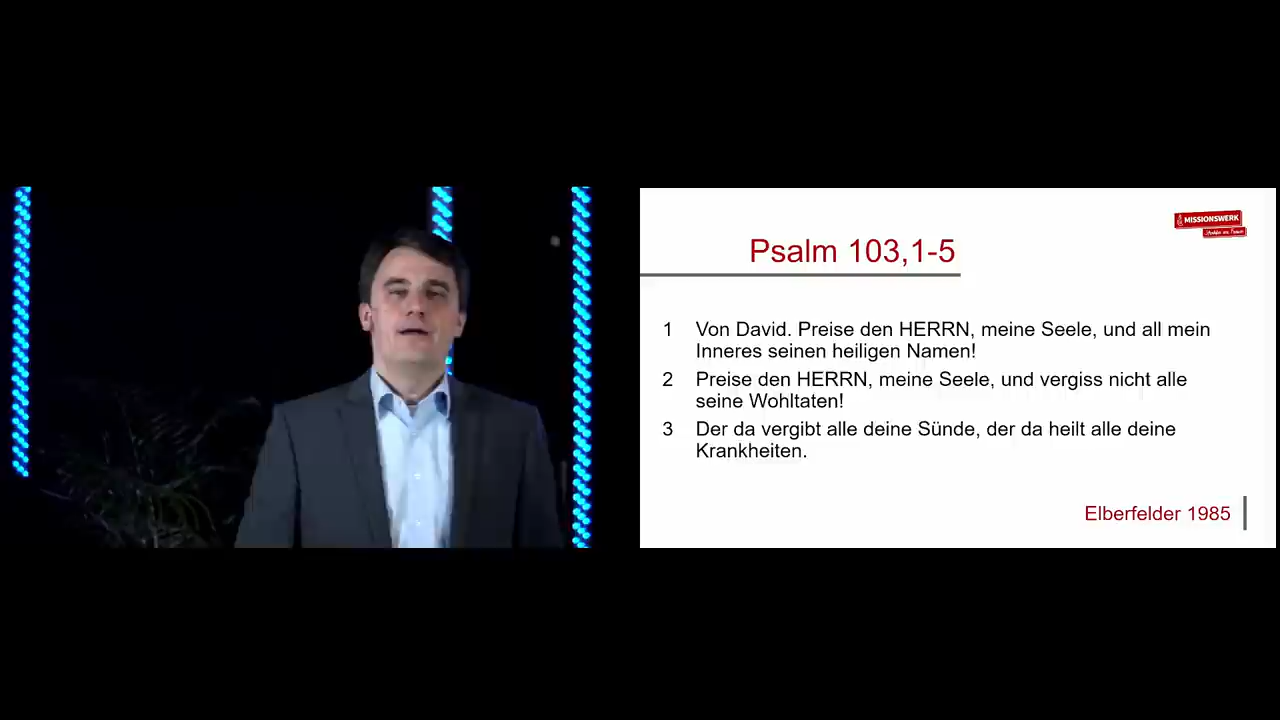 MISSIONSWERK
Psalm 103,1-5
1 Von David. Preise den HERRN, meine Seele, und all mein
Inneres seinen heiligen Namen!
2 Preise den HERRN, meine Seele, und vergiss nicht alle
seine Wohltaten!
3 Der da vergibt alle deine Sünde, der da heilt alle deine
Krankheiten.
Elberfelder 1985